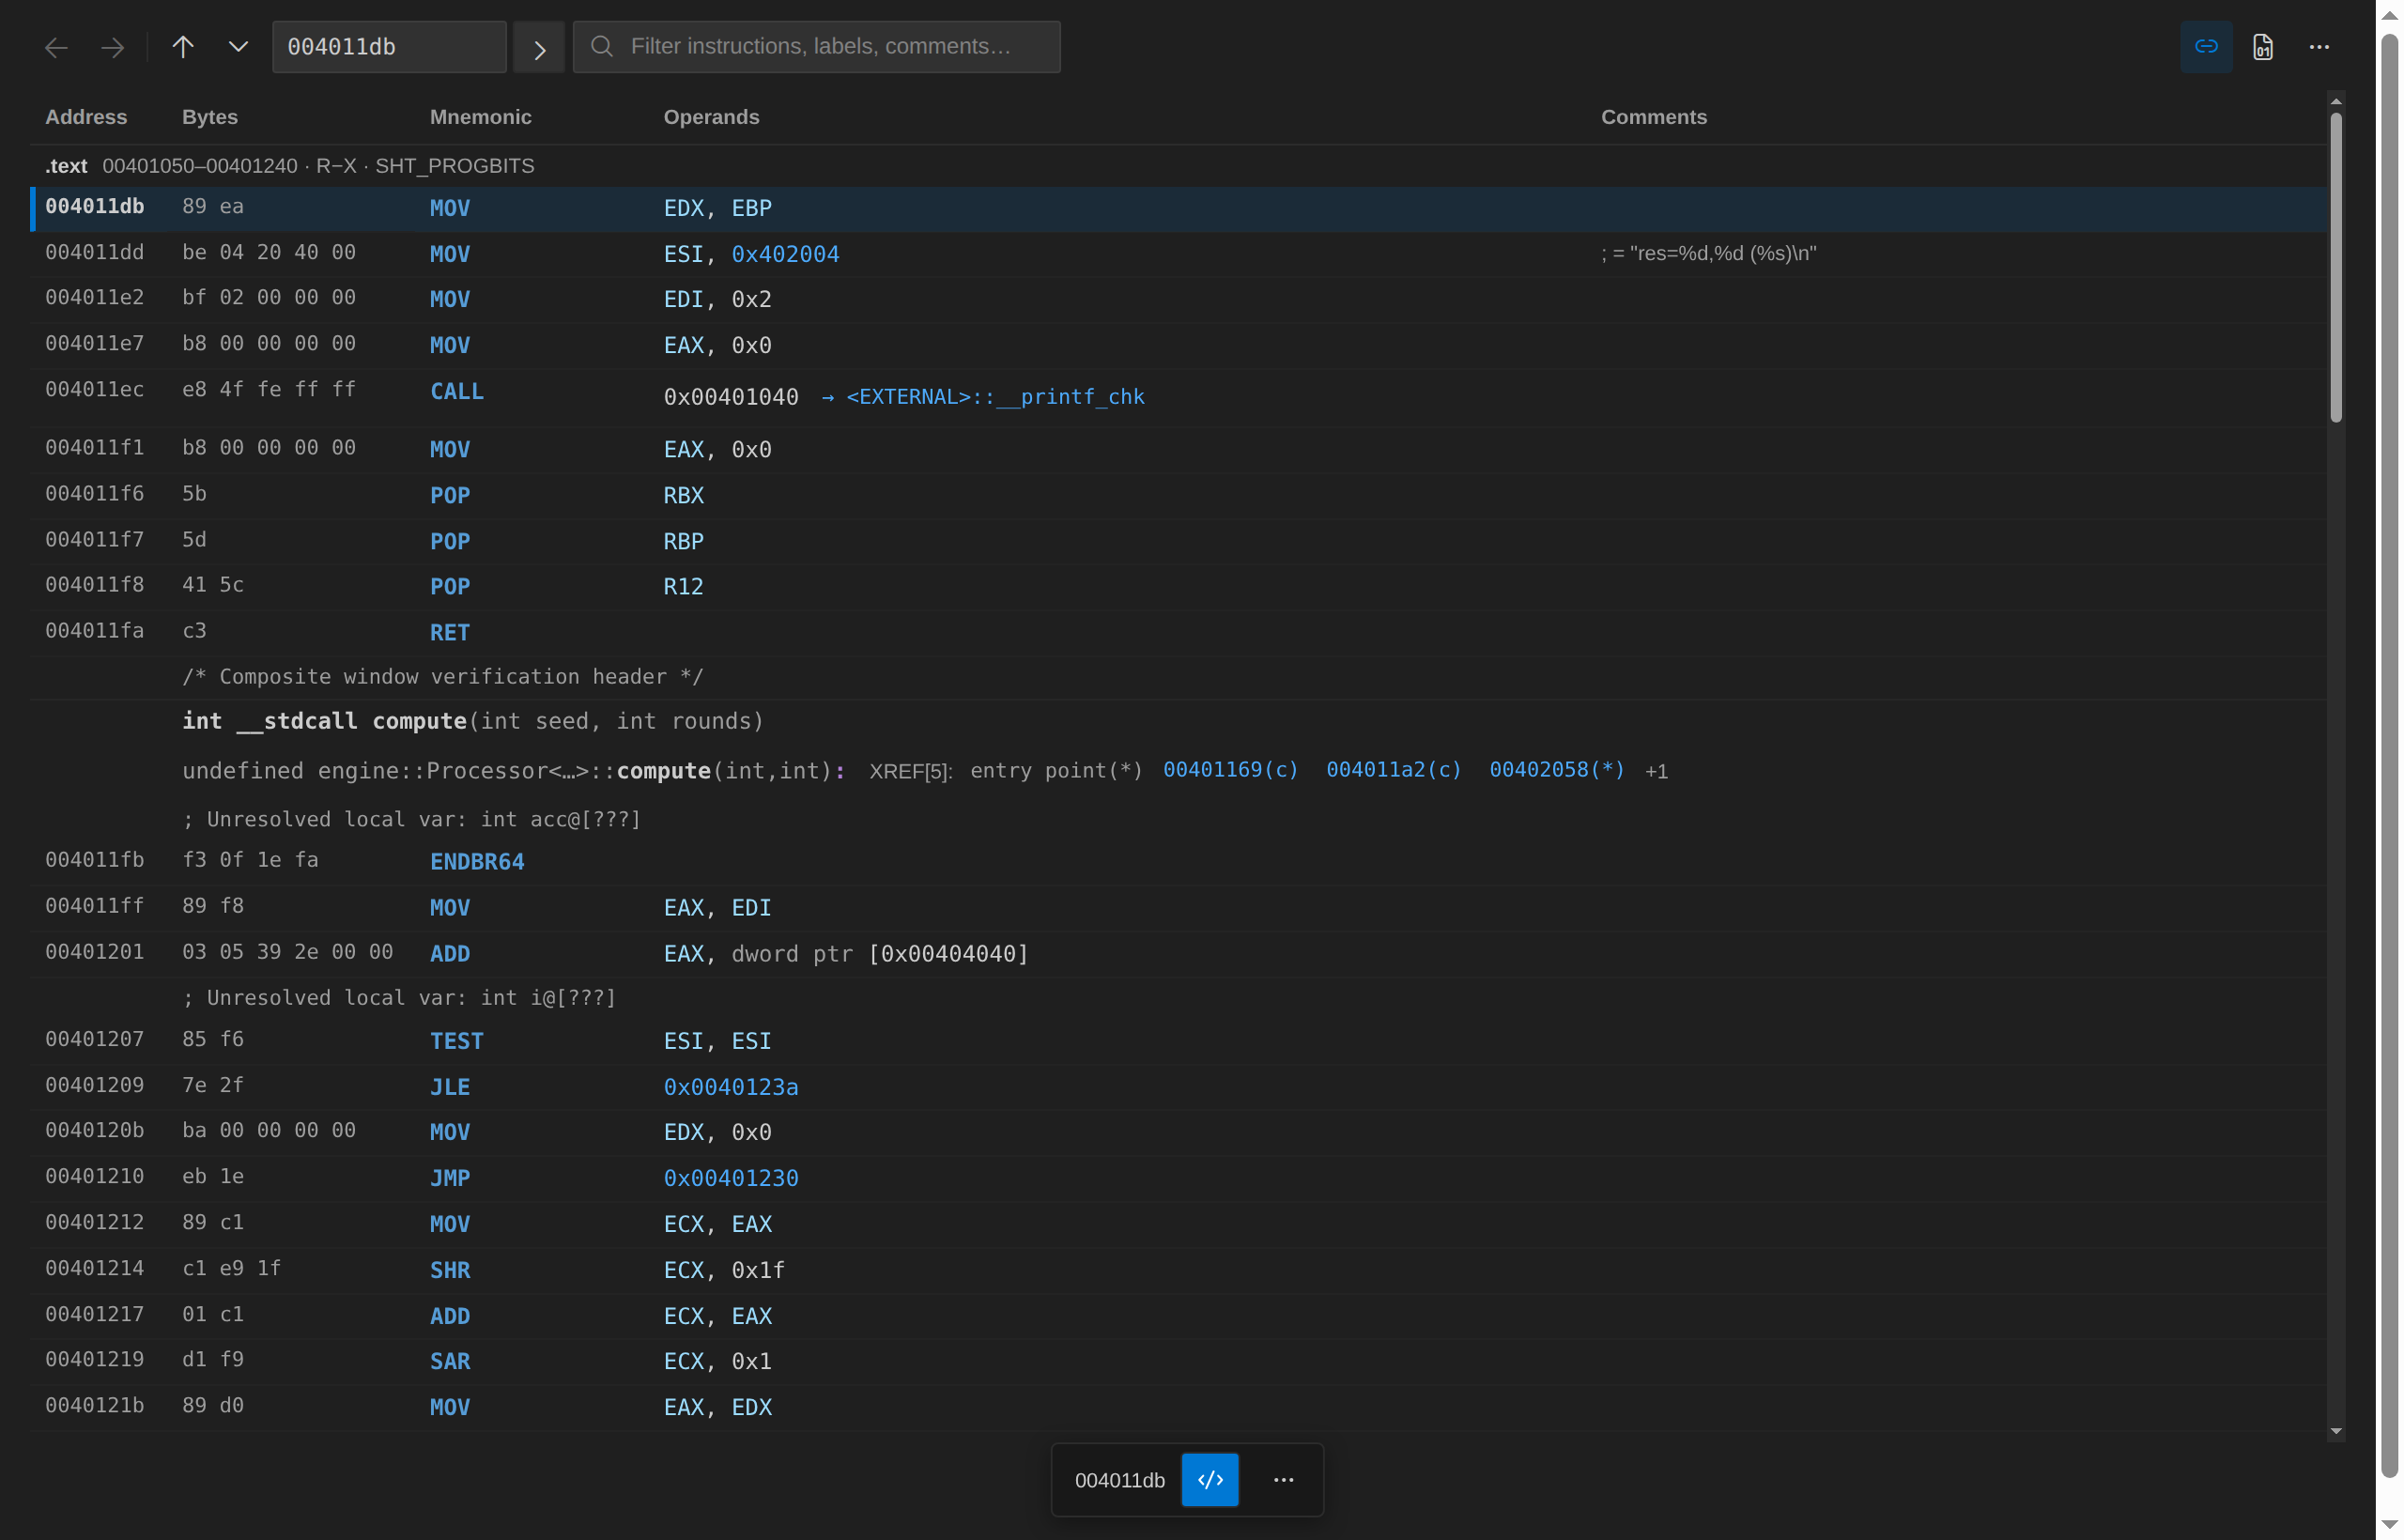 004011db
Filter instructions, labels, comments…
01
Address Bytes Mnemonic Operands Comments
.text 00401050–00401240 · R−X · SHT_PROGBITS
004011db 89 ea MOV EDX, EBP
004011dd be 04 20 40 00 MOV ESI, 0x402004 ; = "res=%d,%d (%s)\n"
004011e2 bf 02 00 00 00 MOV EDI, 0x2
004011e7 b8 00 00 00 00 MOV EAX, 0x0
004011ec e8 4f fe ff ff CALL 0x00401040 → <EXTERNAL>::__printf_chk
004011f1 b8 00 00 00 00 MOV EAX, 0x0
004011f6 5b POP RBX
004011f7 5d POP RBP
004011f8 41 5c POP R12
004011fa c3 RET
/* Composite window verification header */
int __stdcall compute(int seed, int rounds)
undefined engine::Processor<…>::compute(int,int): XREF[5]: entry point(*) 00401169(c) 004011a2(c) 00402058(*) +1
; Unresolved local var: int acc@[???]
004011fb f3 0f 1e fa ENDBR64
004011ff 89 f8 MOV EAX, EDI
00401201 03 05 39 2e 00 00 ADD EAX, dword ptr [0x00404040]
; Unresolved local var: int i@[???]
00401207 85 f6 TEST ESI, ESI
00401209 7e 2f JLE 0x0040123a
0040120b ba 00 00 00 00 MOV EDX, 0x0
00401210 eb 1e JMP 0x00401230
00401212 89 c1 MOV ECX, EAX
00401214 c1 e9 1f SHR ECX, 0x1f
00401217 01 c1 ADD ECX, EAX
00401219 d1 f9 SAR ECX, 0x1
0040121b 89 d0 MOV EAX, EDX
004011db